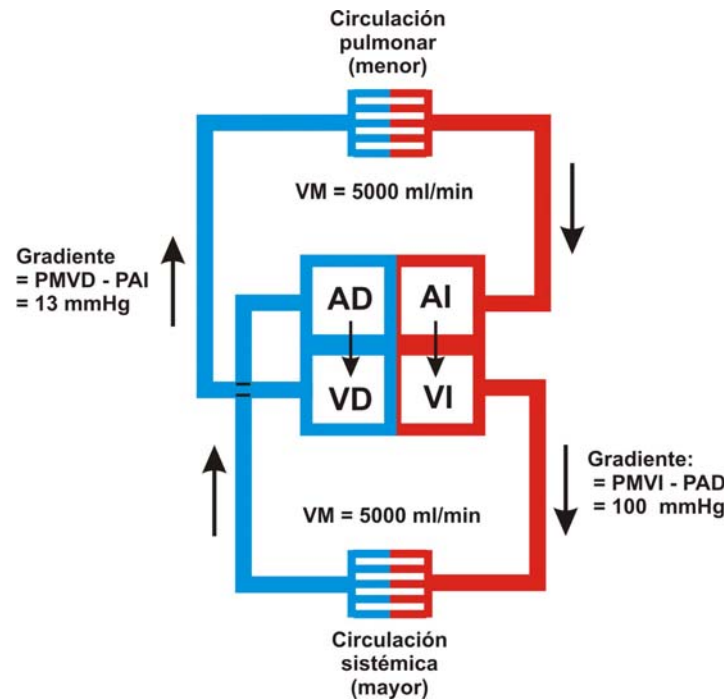 Circulación
pulmonar
(menor)
VM = 5000 ml/min
Gradiente
= PMVD - PAI
= 13 mmHg
AD
AI
VD
VI
Gradiente:
= PMVI - PAD
= 100 mmHg
VM = 5000 ml/min
Circulación
sistémica
(mayor)